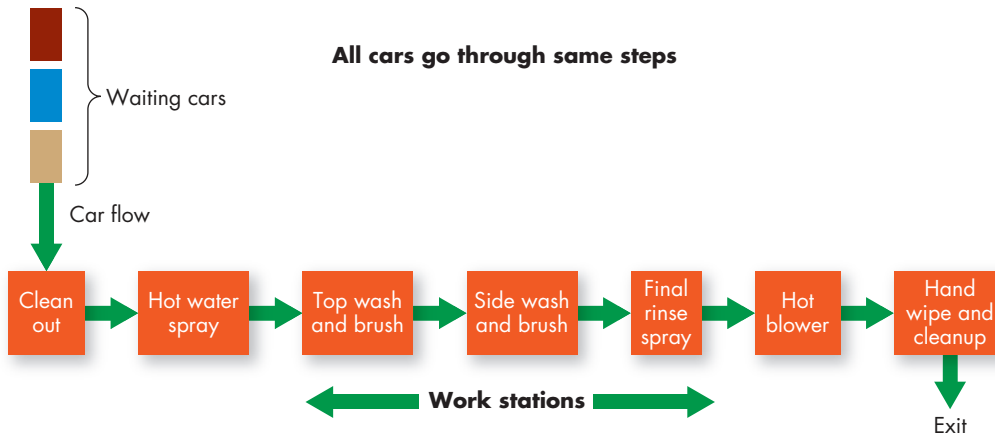 All cars go through same steps
Waiting cars
Car flow
Clean
out
Hot water
spray
Top wash
and brush
Side wash
and brush
Final
rinse
spray
Hot
blower
Hand
wipe and
cleanup
Work stations
Exit